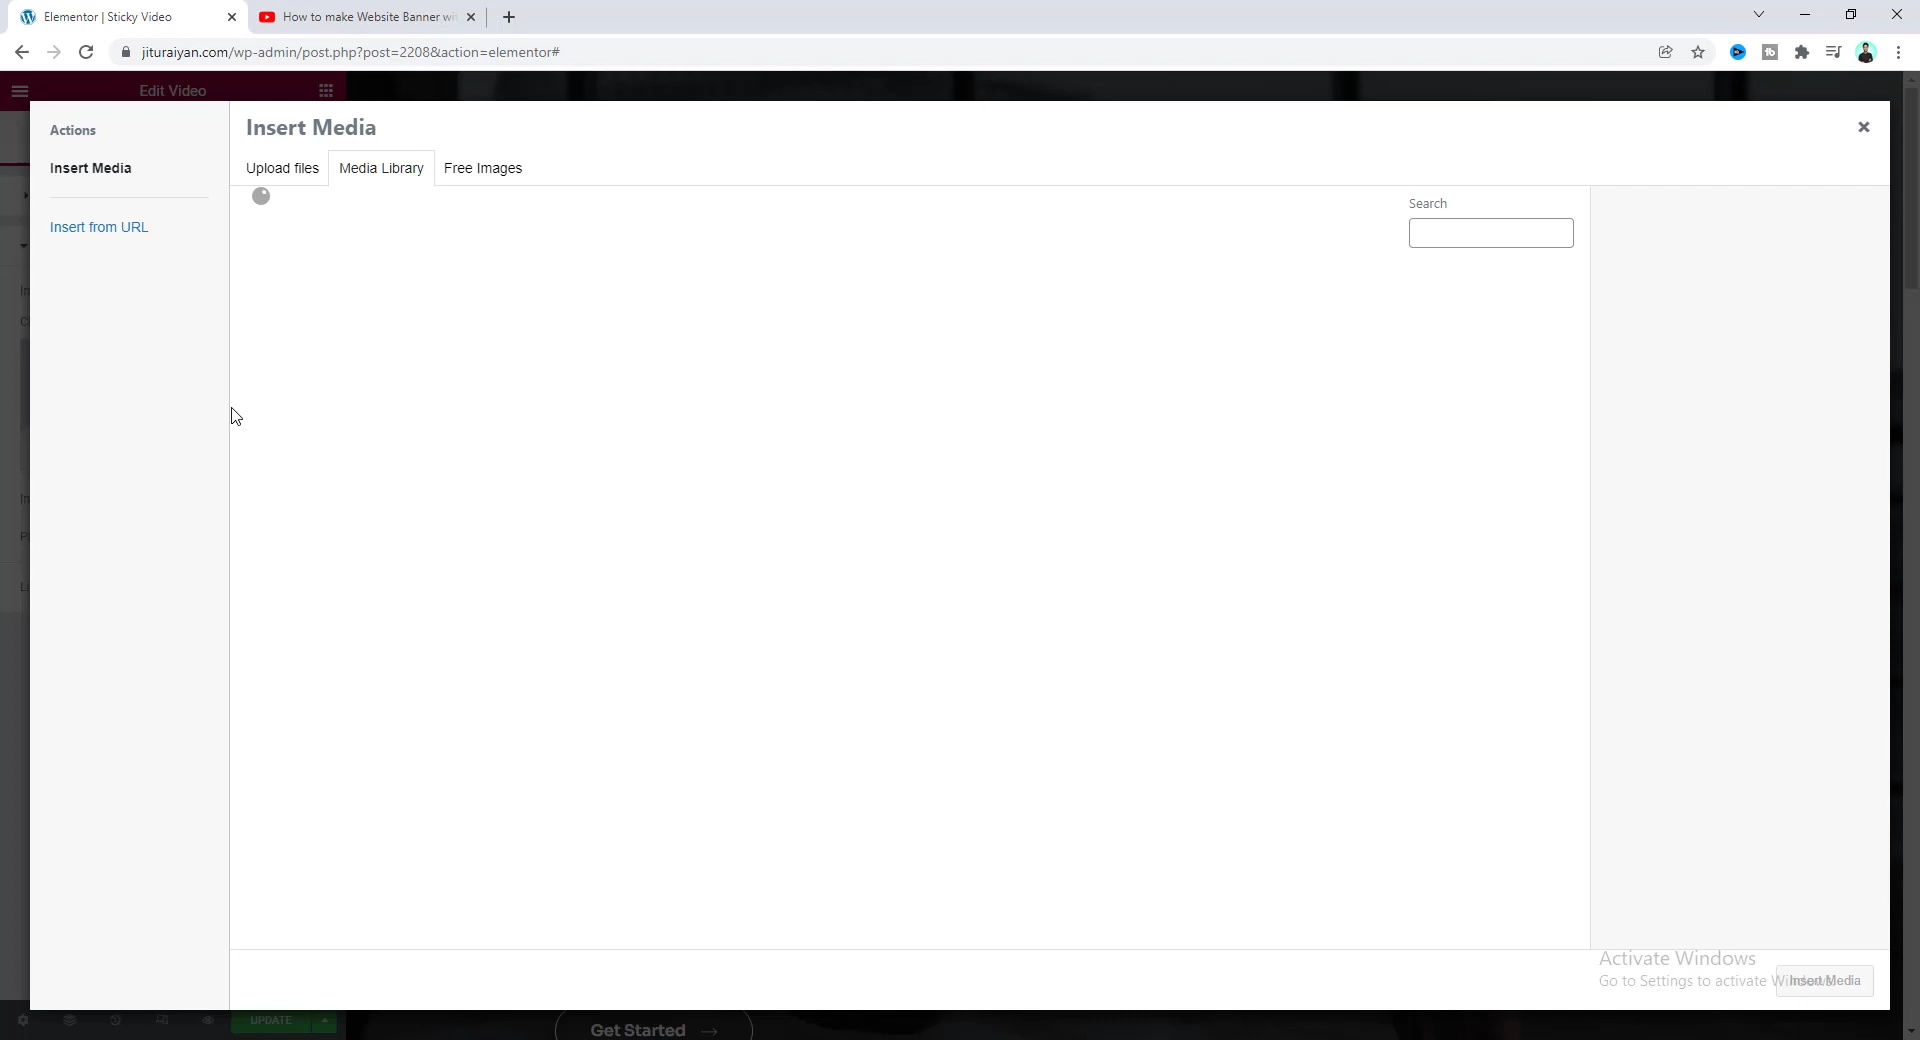 Elementor | Sticky Video
How to make Website Banner wit
jituraiyan.com/wp-admin/post.php?post=2208&action=elementor#
Edit Video
Actions
Insert Media
Insert from URL
Insert Media
Upload files
Media Library
Free Images
Search
Activate Windows
Go to Settings to activate Windows.
Insert Media
UPDATE
Get Started →